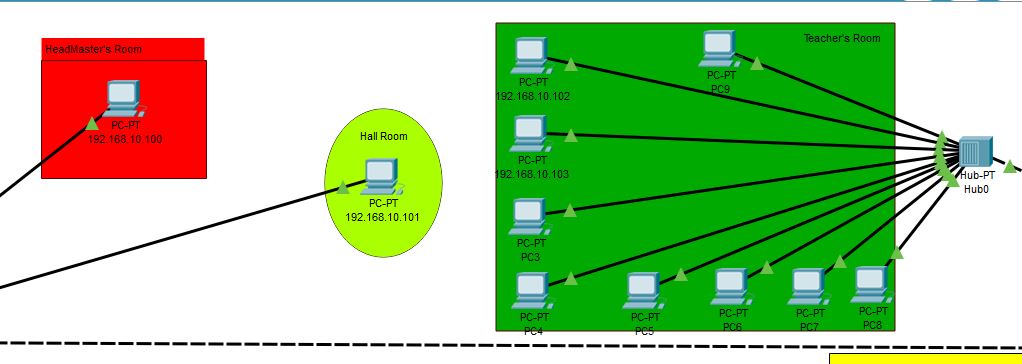 HeadMaster's Room
PC-PT
192.168.10.100
Hall Room
PC-PT
192.168.10.101
Teacher's Room
PC-PT
192.168.10.102
PC-PT
PC9
PC-PT
192.168.10.103
PC-PT
PC3
PC-PT
PC4
PC-PT
PC5
PC-PT
PC6
PC-PT
PC7
PC-PT
PC8
Hub-PT
Hub0